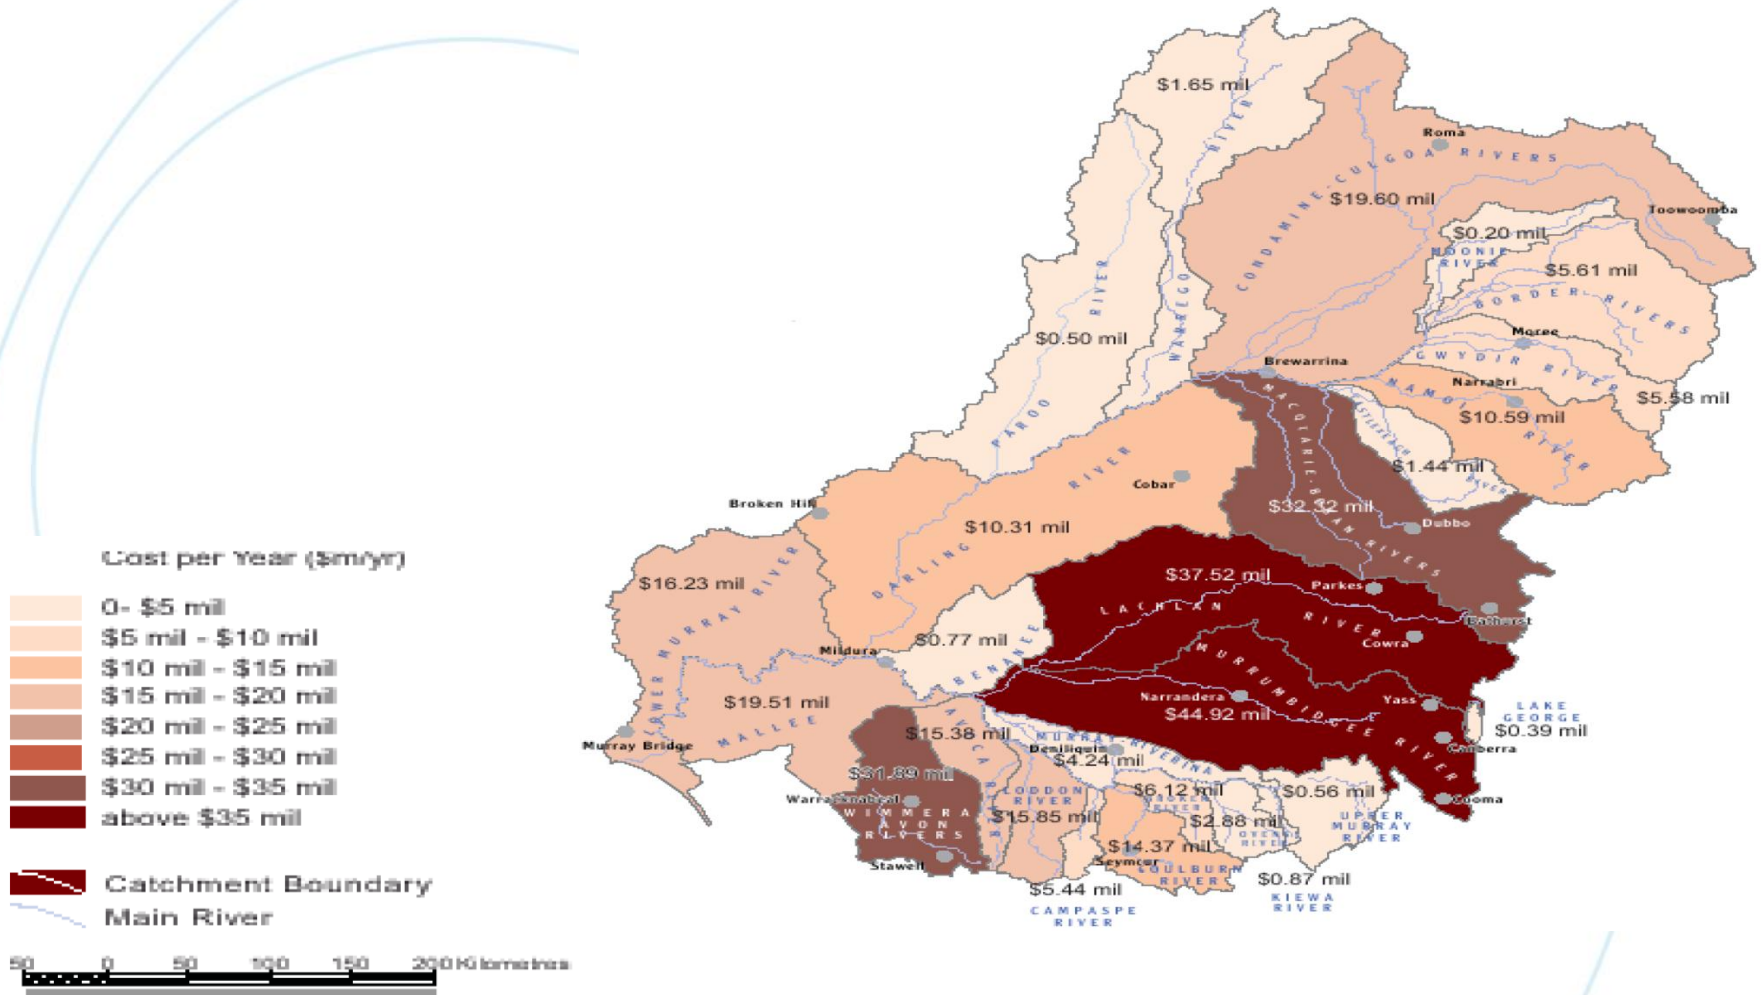 $1.65 mil
RIVER
Roma
CONDAMINE-CULGOA RIVERS
$19.60 mil
Toowoomba
$0.20 mil
MOONIE
RIVER
$5.61 mil
BORDER RIVERS
RIVER
WARREGO
$0.50 mil
Moree
GWYDIR RIVER
Brewarrina
Narrabri
NAMOI RIVER
$5.58 mil
$10.59 mil
PAROO
MACQUARIE-BOGAN RIVERS
CASTLEREAGH
RIVER
$1.44 mil
Cobar
DARLING RIVER
Broken Hill
$32.32 mil
Dubbo
$10.31 mil
Cost per Year ($m/yr)
0- $5 mil
$5 mil - $10 mil
$10 mil - $15 mil
$15 mil - $20 mil
$20 mil - $25 mil
$25 mil - $30 mil
$30 mil - $35 mil
above $35 mil
Catchment Boundary
Main River
50 0 50 100 150 200 Kilometres
$16.23 mil
LOWER MURRAY RIVER
$37.52 mil
Parkes
LACHLAN RIVER
Bathurst
Cowra
$0.77 mil
BENANEE
Mildura
MURRUMBIDGEE RIVER
Narrandera
$44.92 mil
Yass
LAKE
GEORGE
$0.39 mil
Canberra
Cooma
$19.51 mil
MALLEE
Murray Bridge
AVOCA
RIVER
$15.38 mil
MURRAY-RIVERINA
Deniliquin
$4.24 mil
$31.89 mil
Warracknabeal
WIMMERA
AVON
RIVERS
Stawell
LODDON
RIVER
$15.85 mil
$6.12 mil
BROKEN
RIVER
$2.88 mil
OVENS
RIVER
$0.56 mil
UPPER
MURRAY
RIVER
$14.37 mil
Seymour
GOULBURN
RIVER
$5.44 mil
CAMPASPE
RIVER
$0.87 mil
KIEWA
RIVER